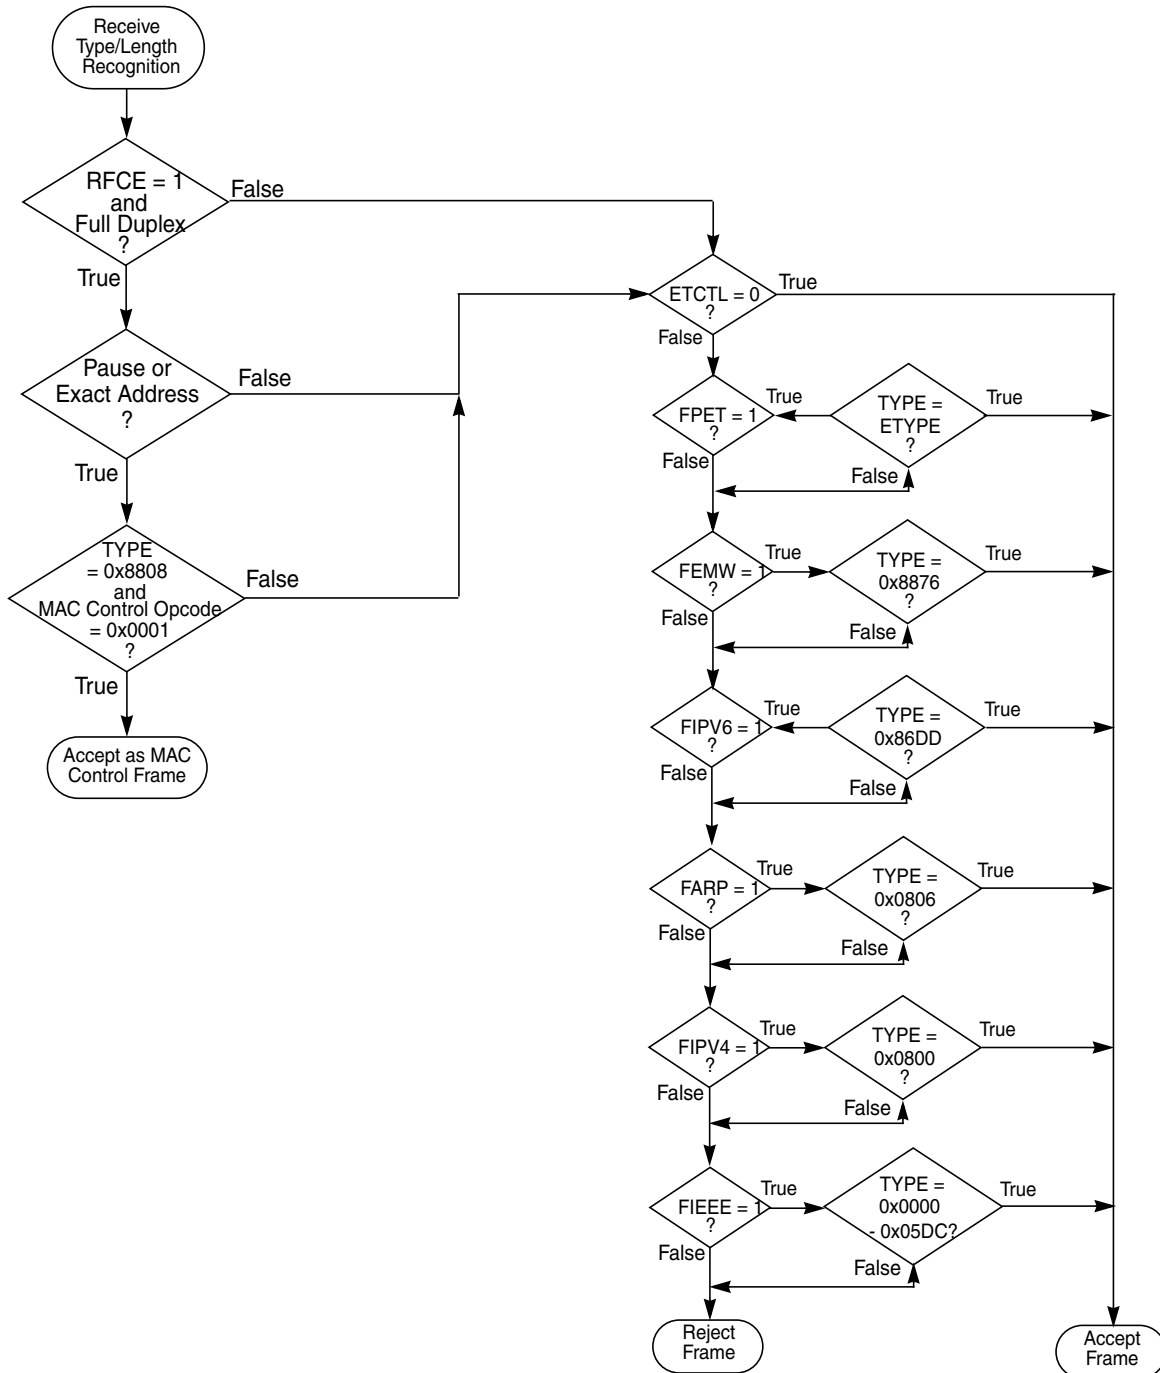 Receive
Type/Length
Recognition
RFCE = 1
and
Full Duplex
?
False
True
Pause or
Exact Address
?
False
True
TYPE
= 0x8808
and
MAC Control Opcode
= 0x0001
?
False
True
Accept as MAC
Control Frame
ETCTL = 0
?
True
False
FPET = 1
?
True
False
TYPE =
ETYPE
?
True
False
FEMW = 1
?
True
False
TYPE =
0x8876
?
True
False
FIPV6 = 1
?
True
False
TYPE =
0x86DD
?
True
False
FARP = 1
?
True
False
TYPE =
0x0806
?
True
False
FIPV4 = 1
?
True
False
TYPE =
0x0800
?
True
False
FIEEE = 1
?
True
False
TYPE =
0x0000
- 0x05DC?
True
False
Reject
Frame
Accept
Frame